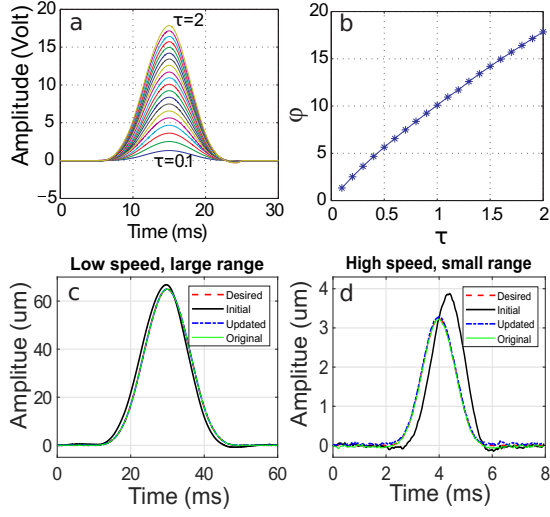 a
τ=2
τ=0.1
Amplitude (Volt)
20
15
10
5
0
−5
0
10
20
30
Time (ms)
b
φ
20
15
10
5
0
0
0.5
1
1.5
2
τ
Low speed, large range
c
Desired
Initial
Updated
Original
Amplitue (um)
60
40
20
0
0
20
40
60
Time (ms)
High speed, small range
d
Desired
Initial
Updated
Original
Amplitue (um)
4
3
2
1
0
0
2
4
6
8
Time (ms)